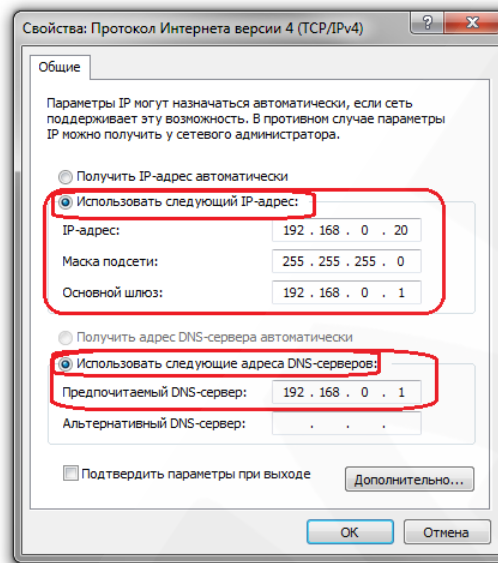 Свойства: Протокол Интернета версии 4 (TCP/IPv4)
Общие
Параметры IP могут назначаться автоматически, если сеть
поддерживает эту возможность. В противном случае параметры
IP можно получить у сетевого администратора.
Получить IP-адрес автоматически
Использовать следующий IP-адрес:
IP-адрес: 192 . 168 . 0 . 20
Маска подсети: 255 . 255 . 255 . 0
Основной шлюз: 192 . 168 . 0 . 1
Получить адрес DNS-сервера автоматически
Использовать следующие адреса DNS-серверов:
Предпочитаемый DNS-сервер: 192 . 168 . 0 . 1
Альтернативный DNS-сервер: . . .
Подтвердить параметры при выходе
Дополнительно...
ОК Отмена